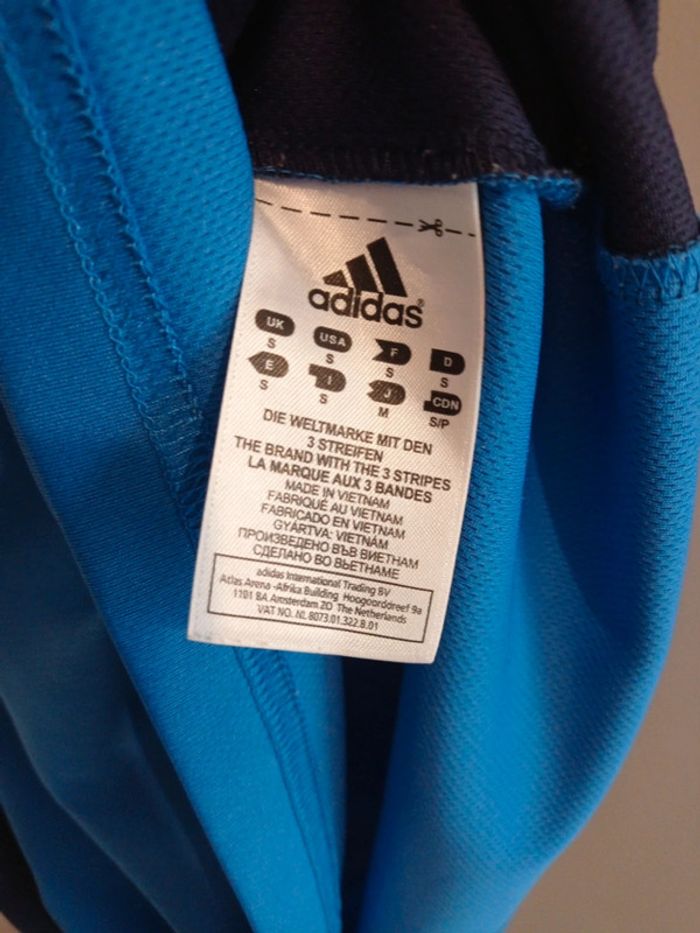 adidas®
UK USA F D
S S S S
E I J CDN
S S M S/P
DIE WELTMARKE MIT DEN
3 STREIFEN
THE BRAND WITH THE 3 STRIPES
LA MARQUE AUX 3 BANDES
MADE IN VIETNAM
FABRIQUÉ AU VIETNAM
FABRICADO EN VIETNAM
GYÁRTVA: VIETNÁM
ПРОИЗВЕДЕНО ВЪВ ВИЕТНАМ
СДЕЛАНО ВО ВЬЕТНАМЕ
adidas International Trading BV
Atlas Arena -Afrika Building Hoogoorddreef 9a
1101 BA Amsterdam ZO The Netherlands
VAT NO. NL 8073.01.322.B.01